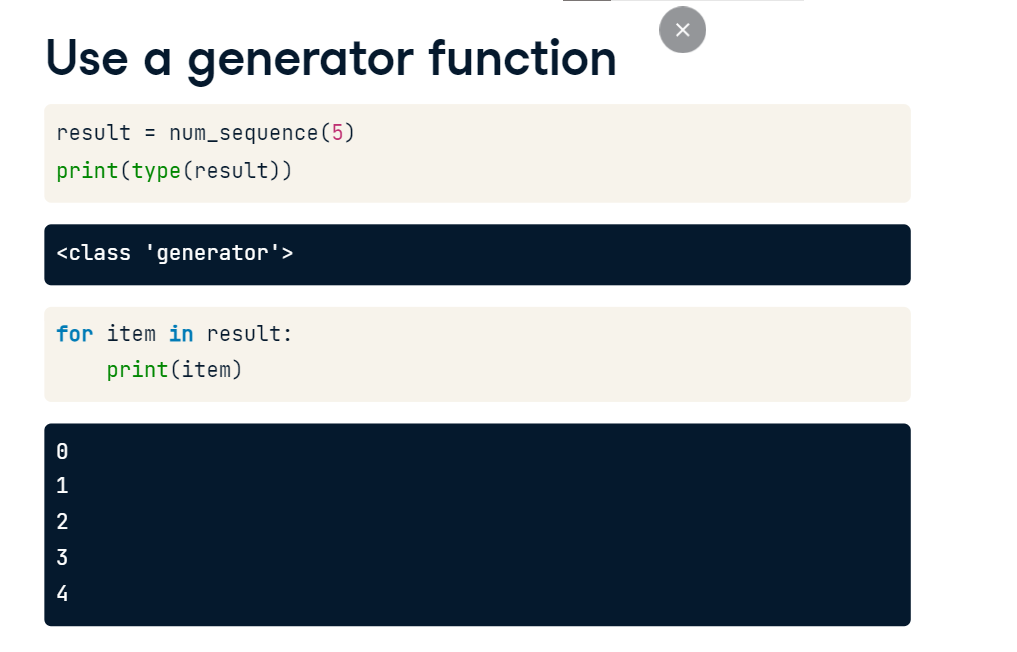 Use a generator function
result = num_sequence(5)
print(type(result))
<class 'generator'>
for item in result:
    print(item)
0
1
2
3
4